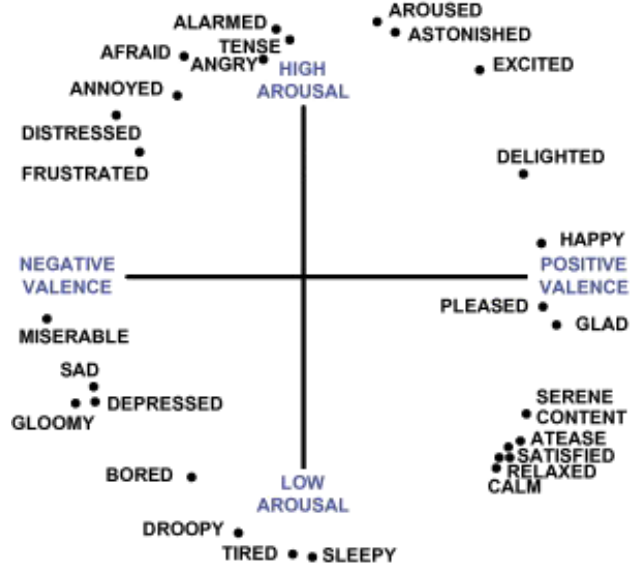 ALARMED
AROUSED
TENSE
ASTONISHED
AFRAID
ANGRY
HIGH
AROUSAL
EXCITED
ANNOYED
DISTRESSED
FRUSTRATED
DELIGHTED
HAPPY
NEGATIVE
VALENCE
POSITIVE
VALENCE
PLEASED
GLAD
MISERABLE
SAD
DEPRESSED
GLOOMY
SERENE
CONTENT
ATEASE
SATISFIED
RELAXED
CALM
BORED
LOW
AROUSAL
DROOPY
TIRED
SLEEPY